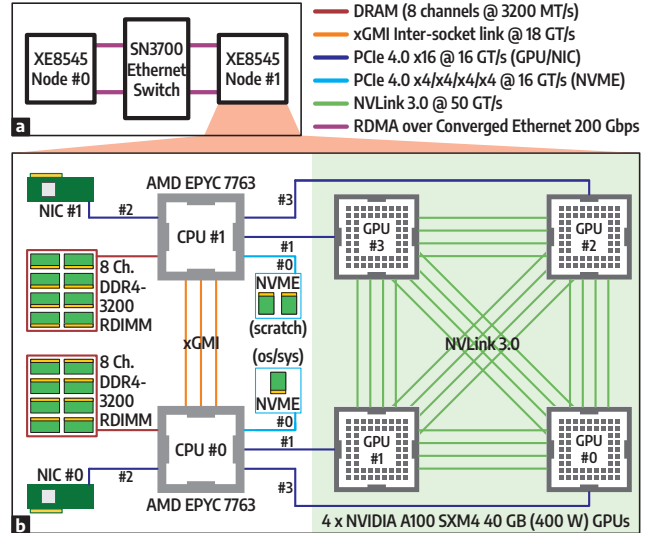 XE8545
Node #0
SN3700
Ethernet
Switch
XE8545
Node #1
a
DRAM (8 channels @ 3200 MT/s)
xGMI Inter-socket link @ 18 GT/s
PCIe 4.0 x16 @ 16 GT/s (GPU/NIC)
PCIe 4.0 x4/x4/x4/x4 @ 16 GT/s (NVME)
NVLink 3.0 @ 50 GT/s
RDMA over Converged Ethernet 200 Gbps
AMD EPYC 7763
NIC #1
#2
CPU #1
#3
#1
#0
GPU
#3
GPU
#2
8 Ch.
DDR4-
3200
RDIMM
NVME
(scratch)
xGMI
NVLink 3.0
(os/sys)
NVME
8 Ch.
DDR4-
3200
RDIMM
#0
#1
CPU #0
GPU
#1
GPU
#0
NIC #0
#2
#3
AMD EPYC 7763
4 x NVIDIA A100 SXM4 40 GB (400 W) GPUs
b